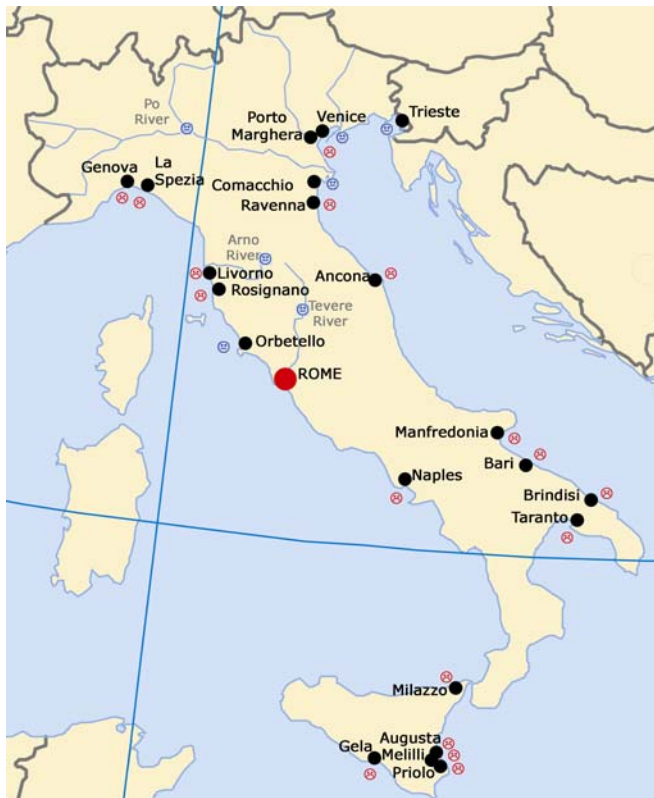 Po
River
Porto
Marghera
Venice
Trieste
Genova
La
Spezia
Comacchio
Ravenna
Arno
River
Livorno
Rosignano
Ancona
Tevere
River
Orbetello
ROME
Manfredonia
Bari
Naples
Brindisi
Taranto
Milazzo
Augusta
Gela
Melilli
Priolo